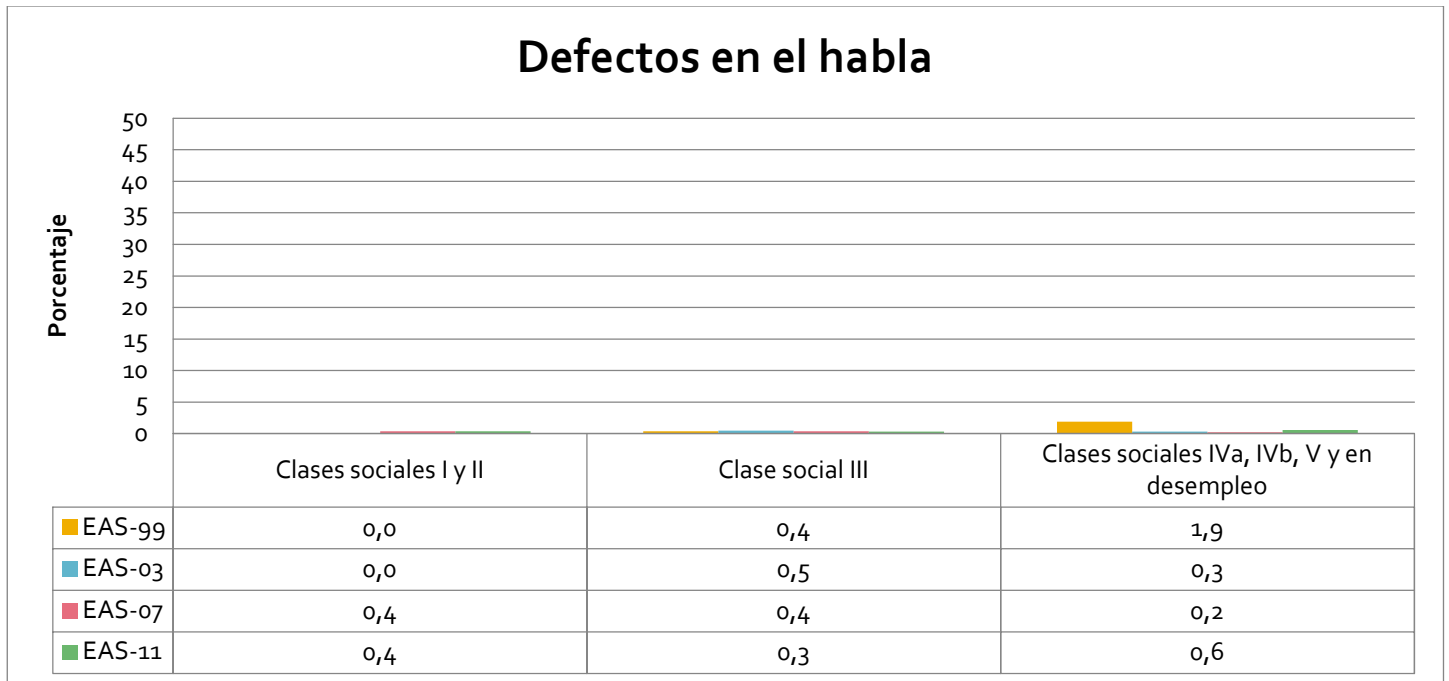 Defectos en el habla
Porcentaje
50
45
40
35
30
25
20
15
10
5
0
Clases sociales I y II
Clase social III
Clases sociales IVa, IVb, V y en
desempleo
EAS-99 0,0 0,4 1,9
EAS-03 0,0 0,5 0,3
EAS-07 0,4 0,4 0,2
EAS-11 0,4 0,3 0,6